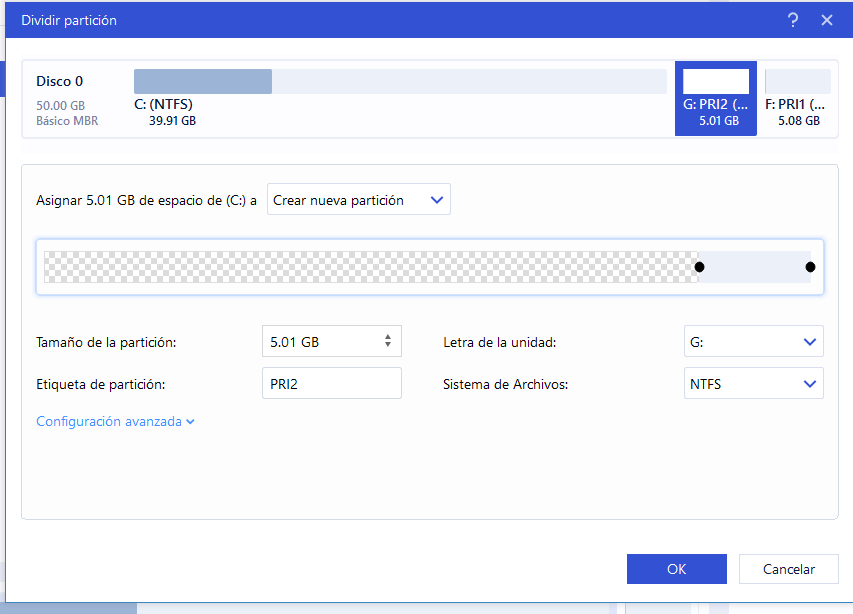 Dividir partición
?
Disco 0
50.00 GB
Básico MBR
C: (NTFS)
39.91 GB
G: PRI2 (...
5.01 GB
F: PRI1 (...
5.08 GB
Asignar 5.01 GB de espacio de (C:) a
Crear nueva partición
Tamaño de la partición:
5.01 GB
Letra de la unidad:
G:
Etiqueta de partición:
PRI2
Sistema de Archivos:
NTFS
Configuración avanzada
OK
Cancelar